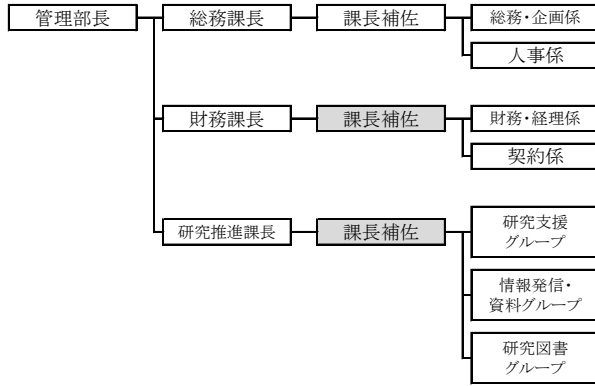 管理部長
総務課長
課長補佐
総務・企画係
人事係
財務課長
課長補佐
財務・経理係
契約係
研究推進課長
課長補佐
研究支援
グループ
情報発信・
資料グループ
研究図書
グループ